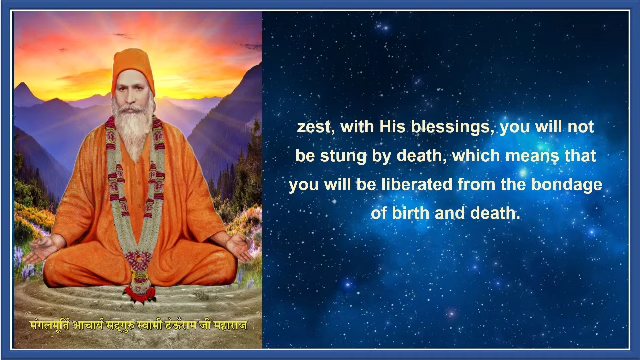 zest, with His blessings, you will not
be stung by death, which means that
you will be liberated from the bondage
of birth and death.
मंगलमूर्ति आचार्य सद्गुरु स्वामी टेऊँराम जी महाराज